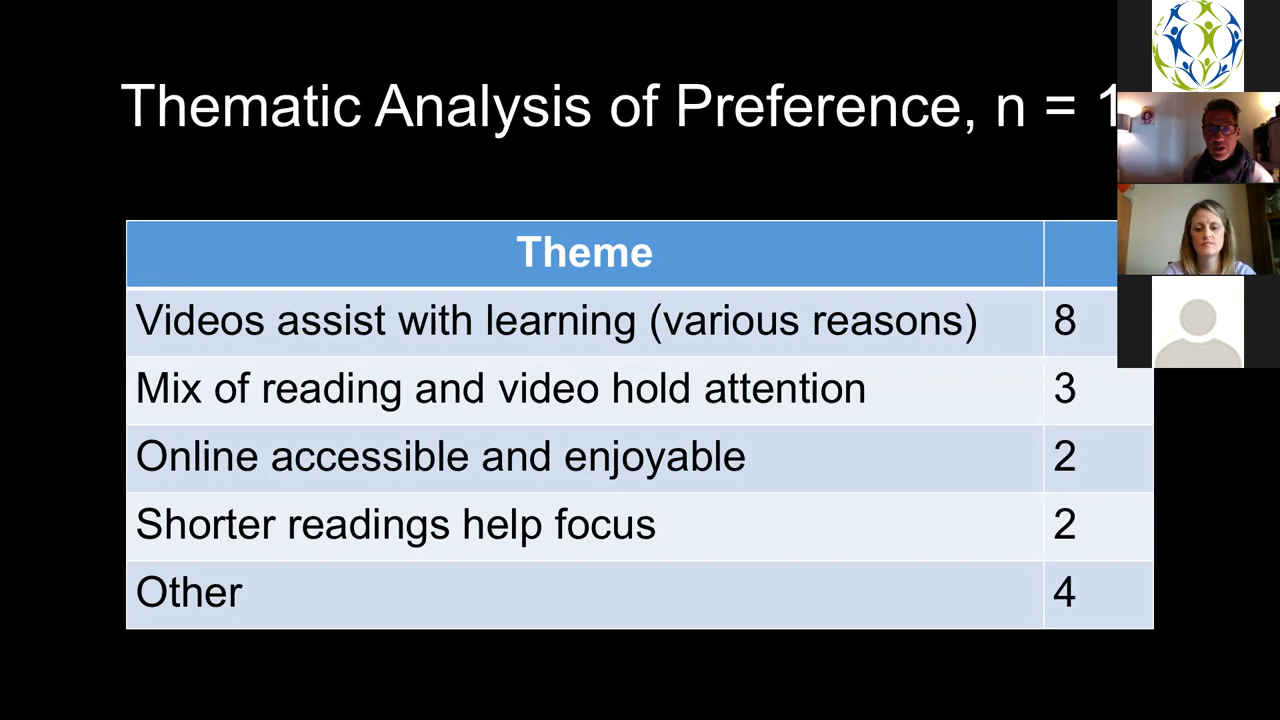 Thematic Analysis of Preference, n = 1
Theme
Videos assist with learning (various reasons) 8
Mix of reading and video hold attention 3
Online accessible and enjoyable 2
Shorter readings help focus 2
Other 4